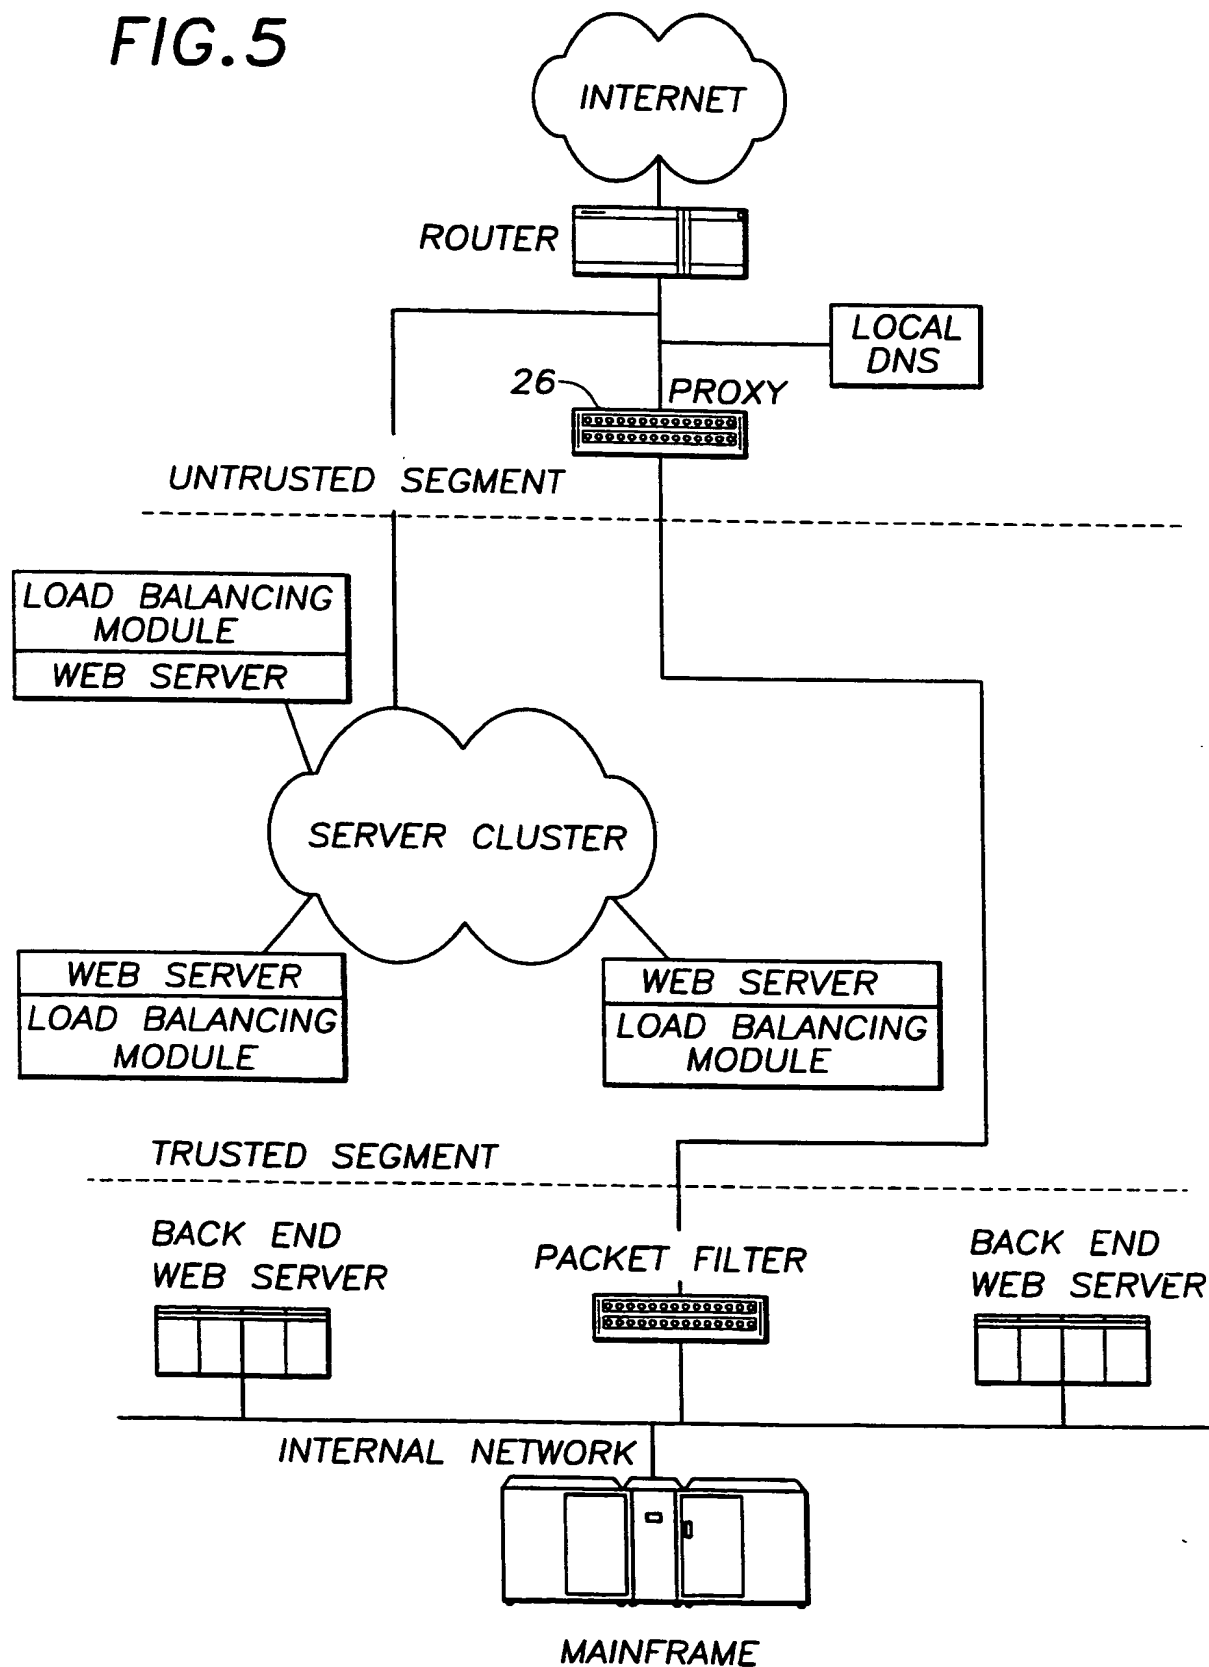 FIG.5
INTERNET
ROUTER
LOCAL
DNS
26
PROXY
UNTRUSTED SEGMENT
LOAD BALANCING
MODULE
WEB SERVER
SERVER CLUSTER
WEB SERVER
LOAD BALANCING
MODULE
WEB SERVER
LOAD BALANCING
MODULE
TRUSTED SEGMENT
BACK END
WEB SERVER
PACKET FILTER
BACK END
WEB SERVER
INTERNAL NETWORK
MAINFRAME